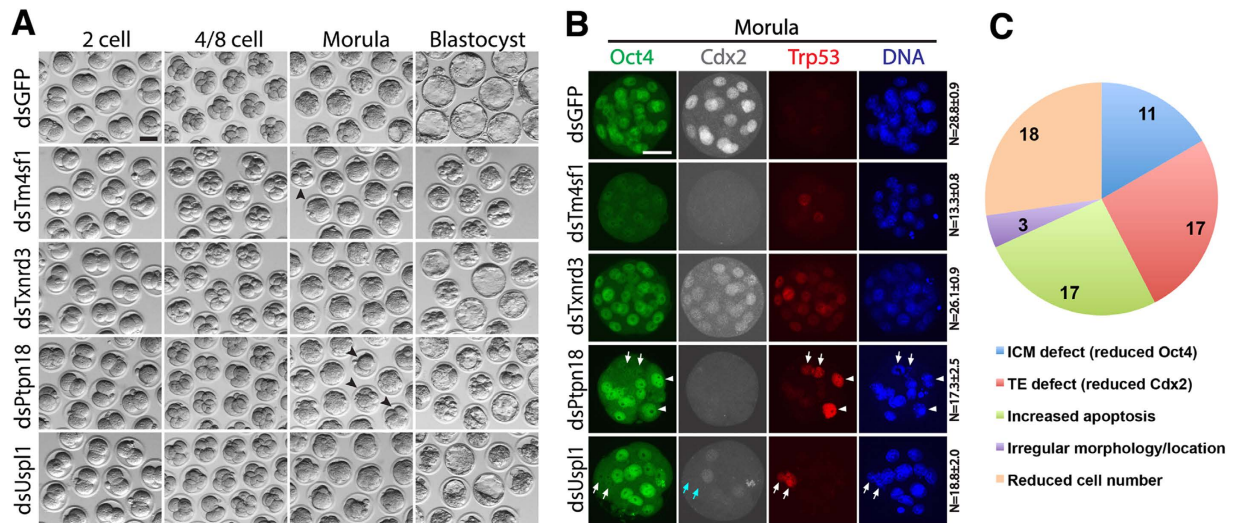 A
2 cell 4/8 cell Morula Blastocyst
dsGFP
dsTm4sf1
dsTxnrd3
dsPtpn18
dsUspl1
B
Morula
Oct4 Cdx2 Trp53 DNA
dsGFP
N=28.8±0.9
dsTm4sf1
N=13.3±0.8
dsTxnrd3
N=26.1±0.9
dsPtpn18
N=17.3±2.5
dsUspl1
N=18.8±2.0
C
11
17
17
3
18
ICM defect (reduced Oct4)
TE defect (reduced Cdx2)
Increased apoptosis
Irregular morphology/location
Reduced cell number